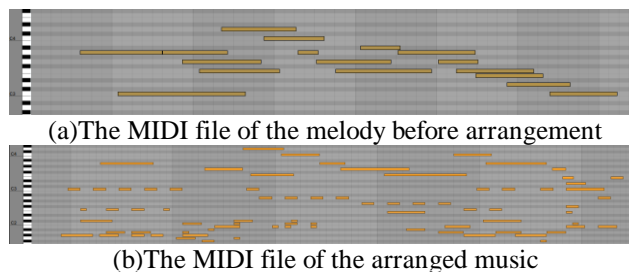 (a)The MIDI file of the melody before arrangement
(b)The MIDI file of the arranged music